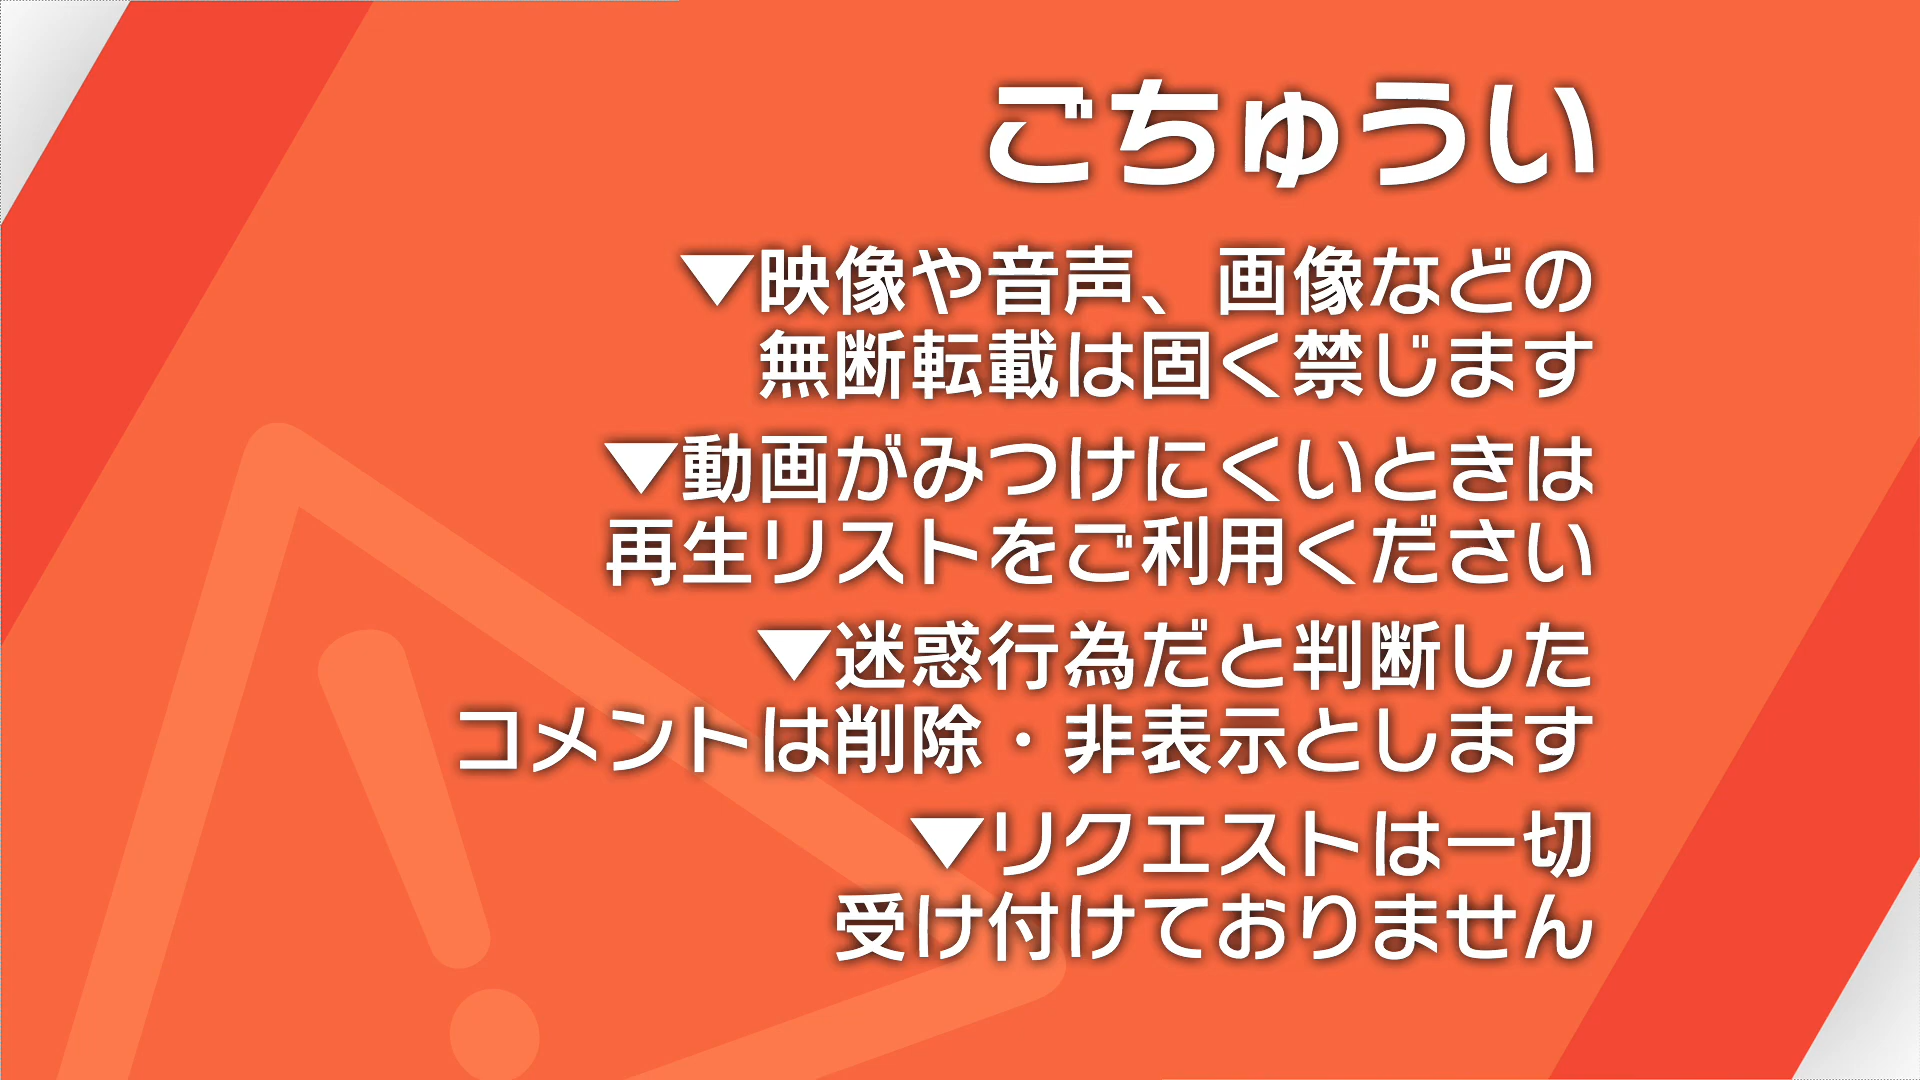 ごちゅうい
▼映像や音声、画像などの
無断転載は固く禁じます
▼動画がみつけにくいときは
再生リストをご利用ください
▼迷惑行為だと判断した
コメントは削除・非表示とします
▼リクエストは一切
受け付けておりません